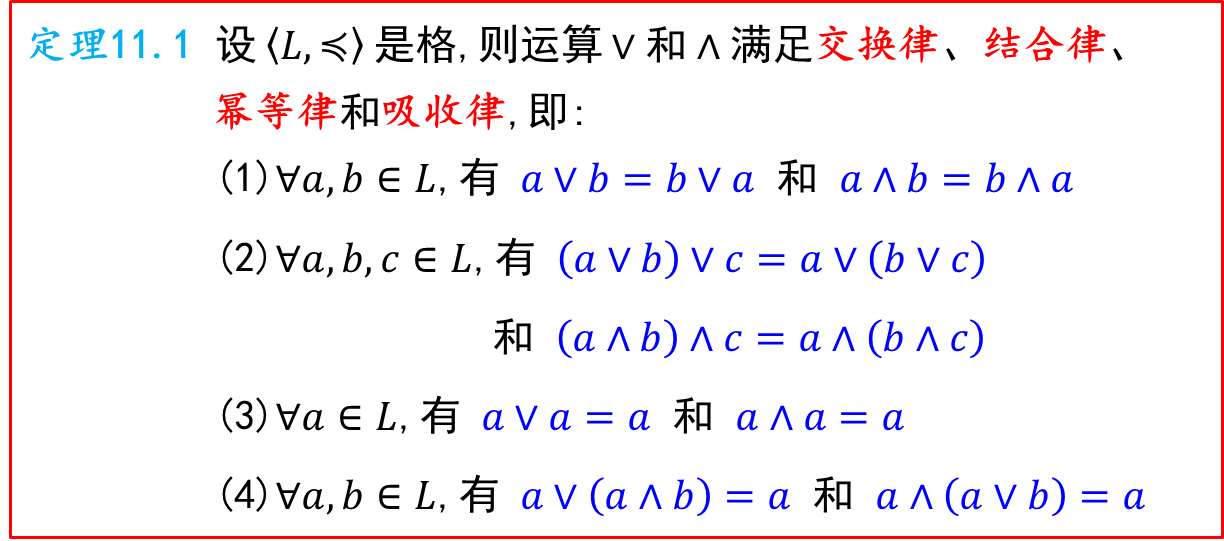 定理11.1 设⟨L,≼⟩是格,则运算∨和∧满足交换律、结合律、
幂等律和吸收律,即:
(1)∀a,b∈L,有 a∨b=b∨a 和 a∧b=b∧a
(2)∀a,b,c∈L,有 (a∨b)∨c=a∨(b∨c)
和 (a∧b)∧c=a∧(b∧c)
(3)∀a∈L,有 a∨a=a 和 a∧a=a
(4)∀a,b∈L,有 a∨(a∧b)=a 和 a∧(a∨b)=a